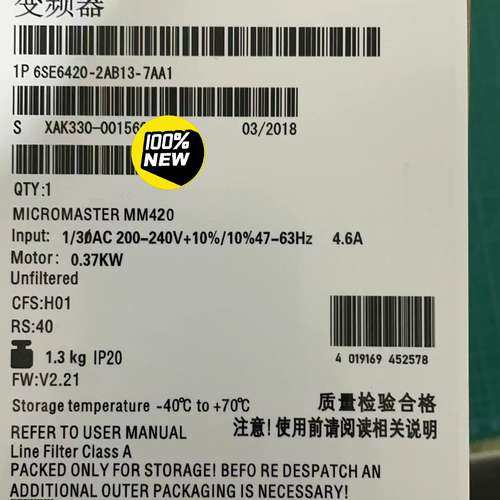 变频器
1P 6SE6420-2AB13-7AA1
S XAK330-00156 03/2018
100%
NEW
QTY:1
MICROMASTER MM420
Input: 1/3ØAC 200-240V+10%/10%47-63Hz 4.6A
Motor: 0.37KW
Unfiltered
CFS:H01
RS:40
1.3 kg IP20
4 019169 452578
FW:V2.21
Storage temperature -40℃ to +70℃
质量检验合格
注意!使用前请阅读相关说明
REFER TO USER MANUAL
Line Filter Class A
PACKED ONLY FOR STORAGE! BEFO RE DESPATCH AN
ADDITIONAL OUTER PACKAGING IS NECESSARY!